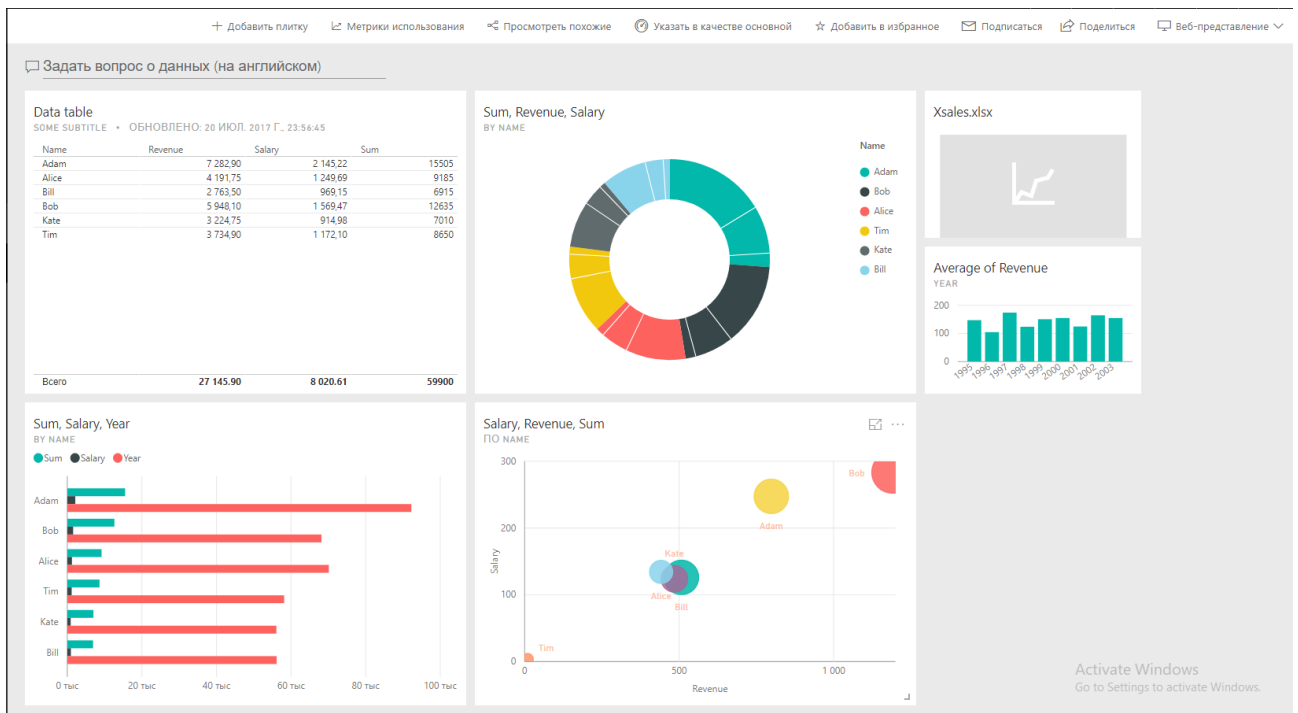 Добавить плитку Метрики использования Просмотреть похожие Указать в качестве основной Добавить в избранное Подписаться Поделиться Веб-представление
Задать вопрос о данных (на английском)
Data table
SOME SUBTITLE • ОБНОВЛЕНО: 20 ИЮЛ. 2017 Г., 23:56:45
Name Revenue Salary Sum
Adam 7 282,90 2 145,22 15505
Alice 4 191,75 1 249,69 9185
Bill 2 763,50 969,15 6915
Bob 5 948,10 1 569,47 12635
Kate 3 224,75 914,98 7010
Tim 3 734,90 1 172,10 8650
Всего 27 145.90 8 020.61 59900
Sum, Revenue, Salary
BY NAME
Name
Adam
Bob
Alice
Tim
Kate
Bill
Xsales.xlsx
Average of Revenue
YEAR
200
100
0
1995 1996 1997 1998 1999 2000 2001 2002 2003
Sum, Salary, Year
BY NAME
Sum Salary Year
Adam
Bob
Alice
Tim
Kate
Bill
0 тыс 20 тыс 40 тыс 60 тыс 80 тыс 100 тыс
Salary, Revenue, Sum
ПО NAME
300
200
100
0
Salary
Bob
Adam
Kate
Alice
Bill
Tim
0 500 1 000
Revenue
Activate Windows
Go to Settings to activate Windows.